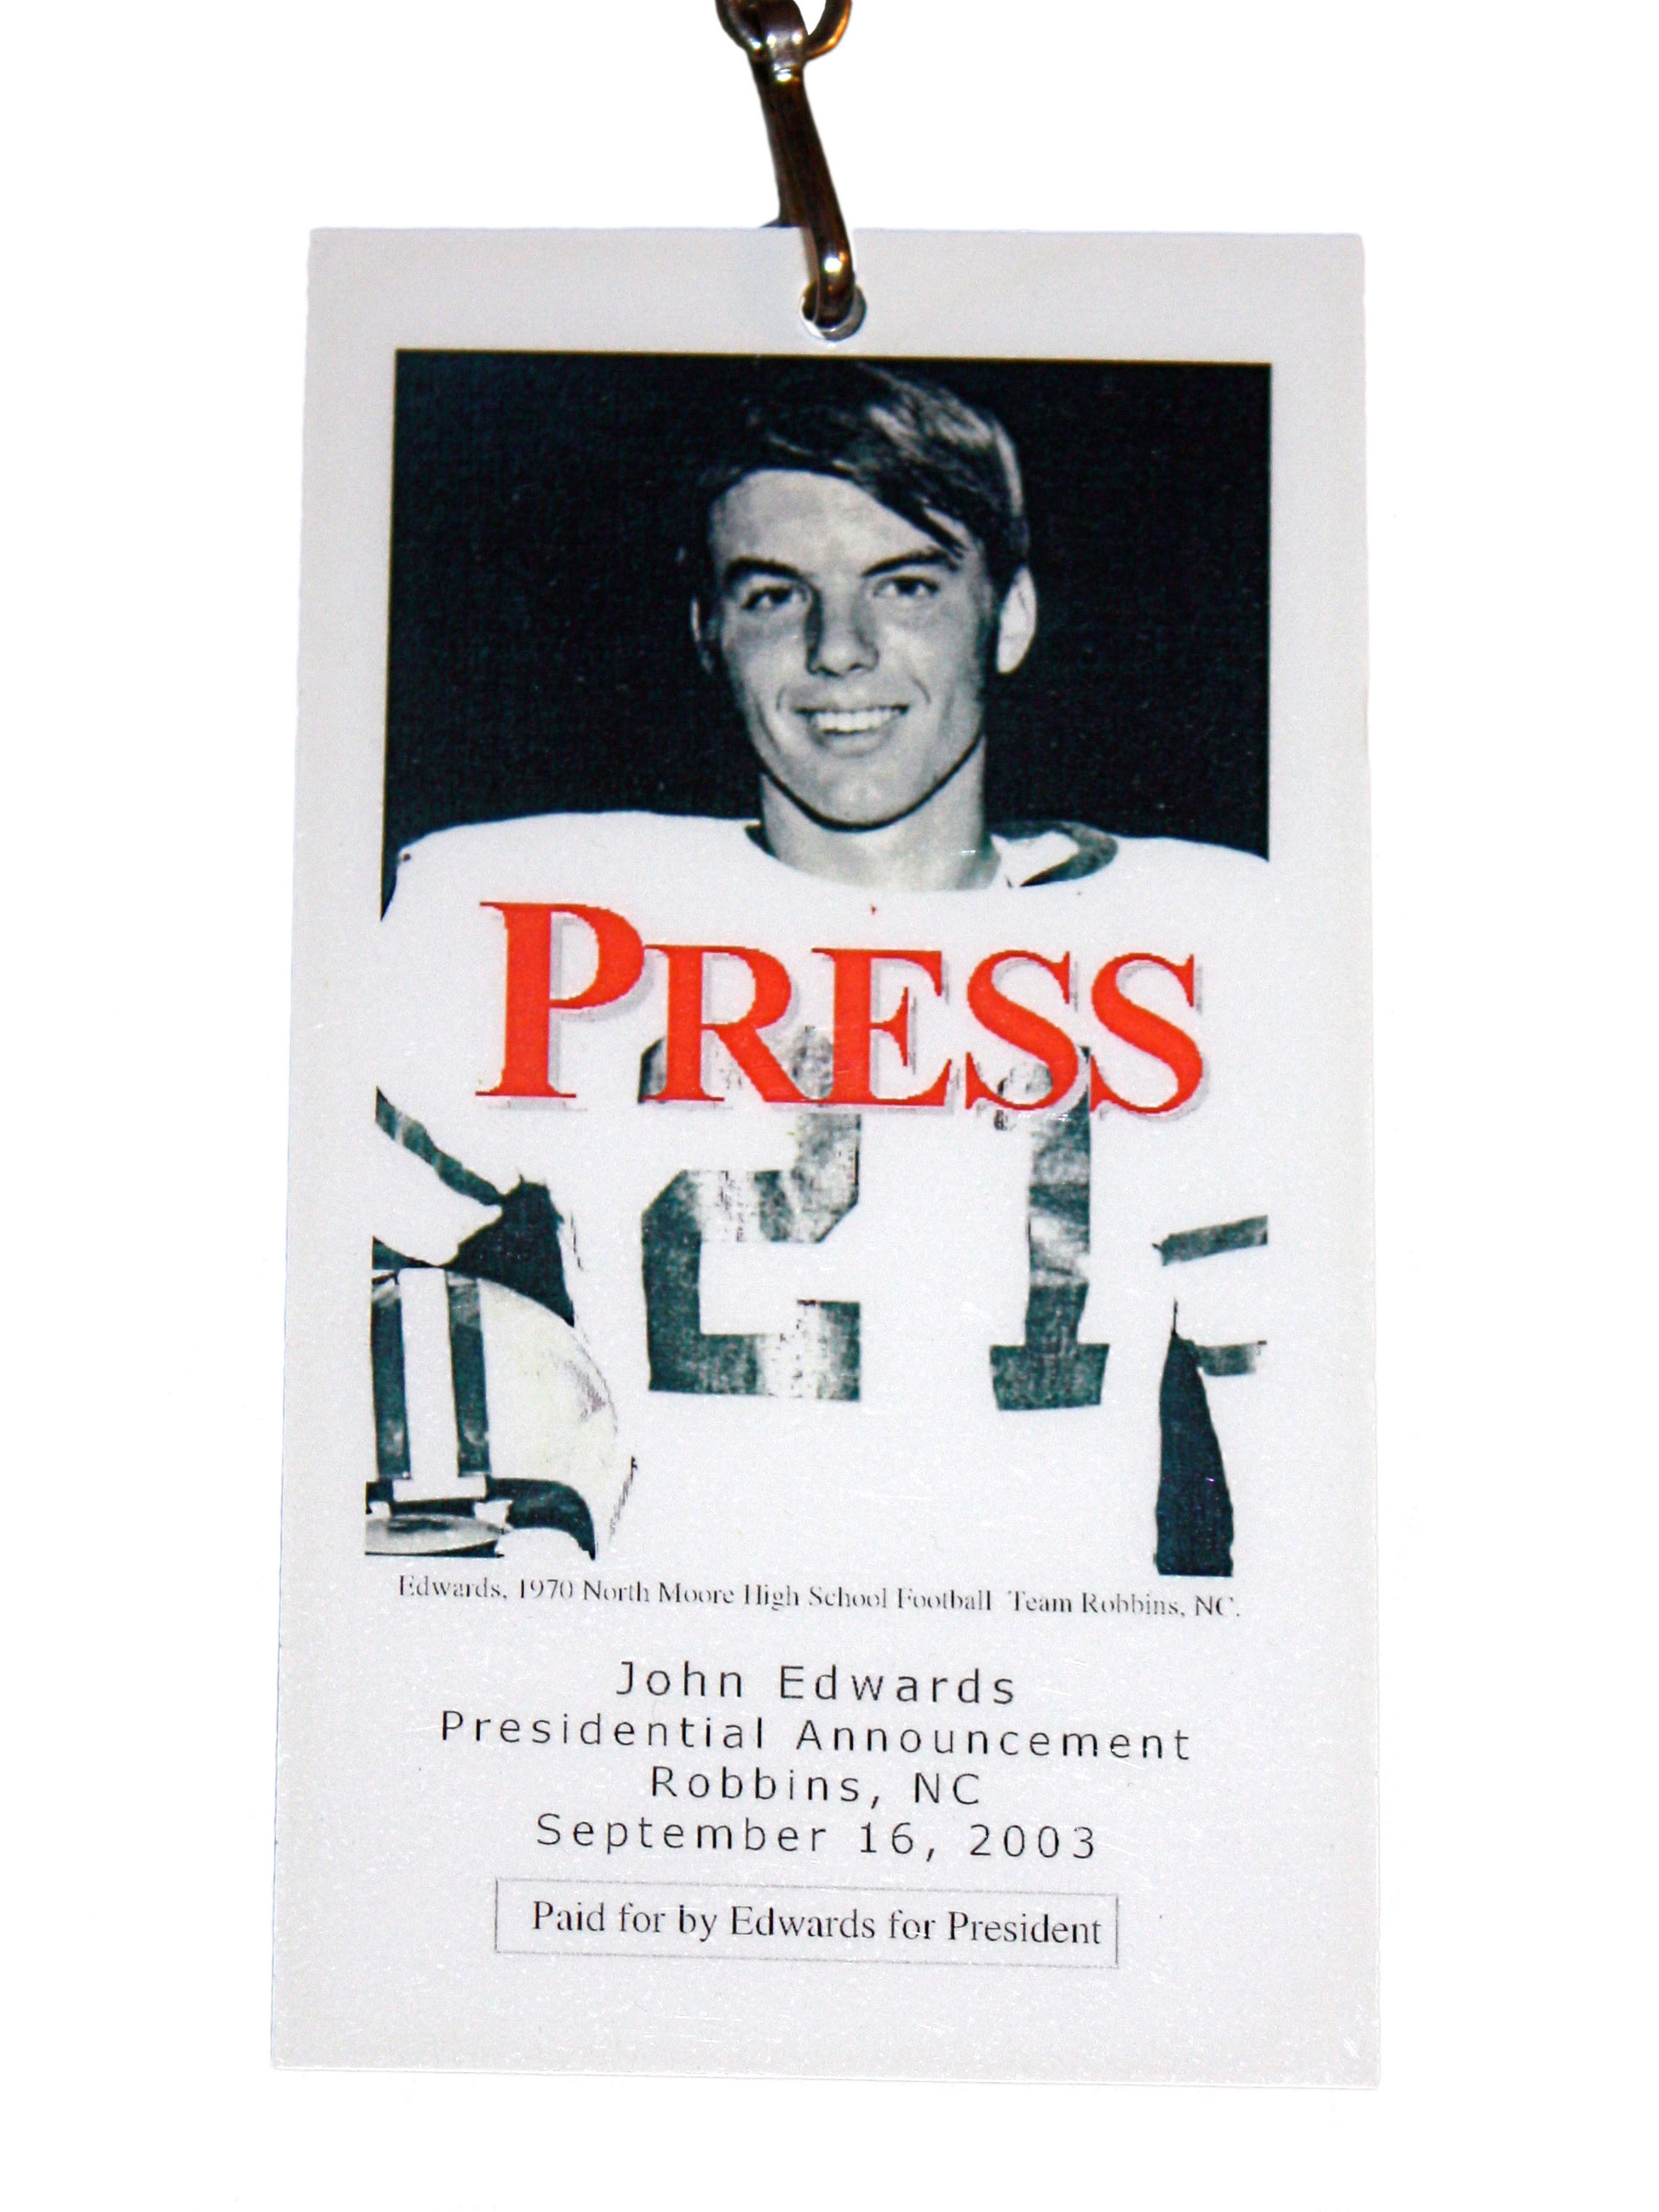 PRESS
21
Edwards, 1970 North Moore High School Football Team Robbins, NC.
John Edwards
Presidential Announcement
Robbins, NC
September 16, 2003
Paid for by Edwards for President